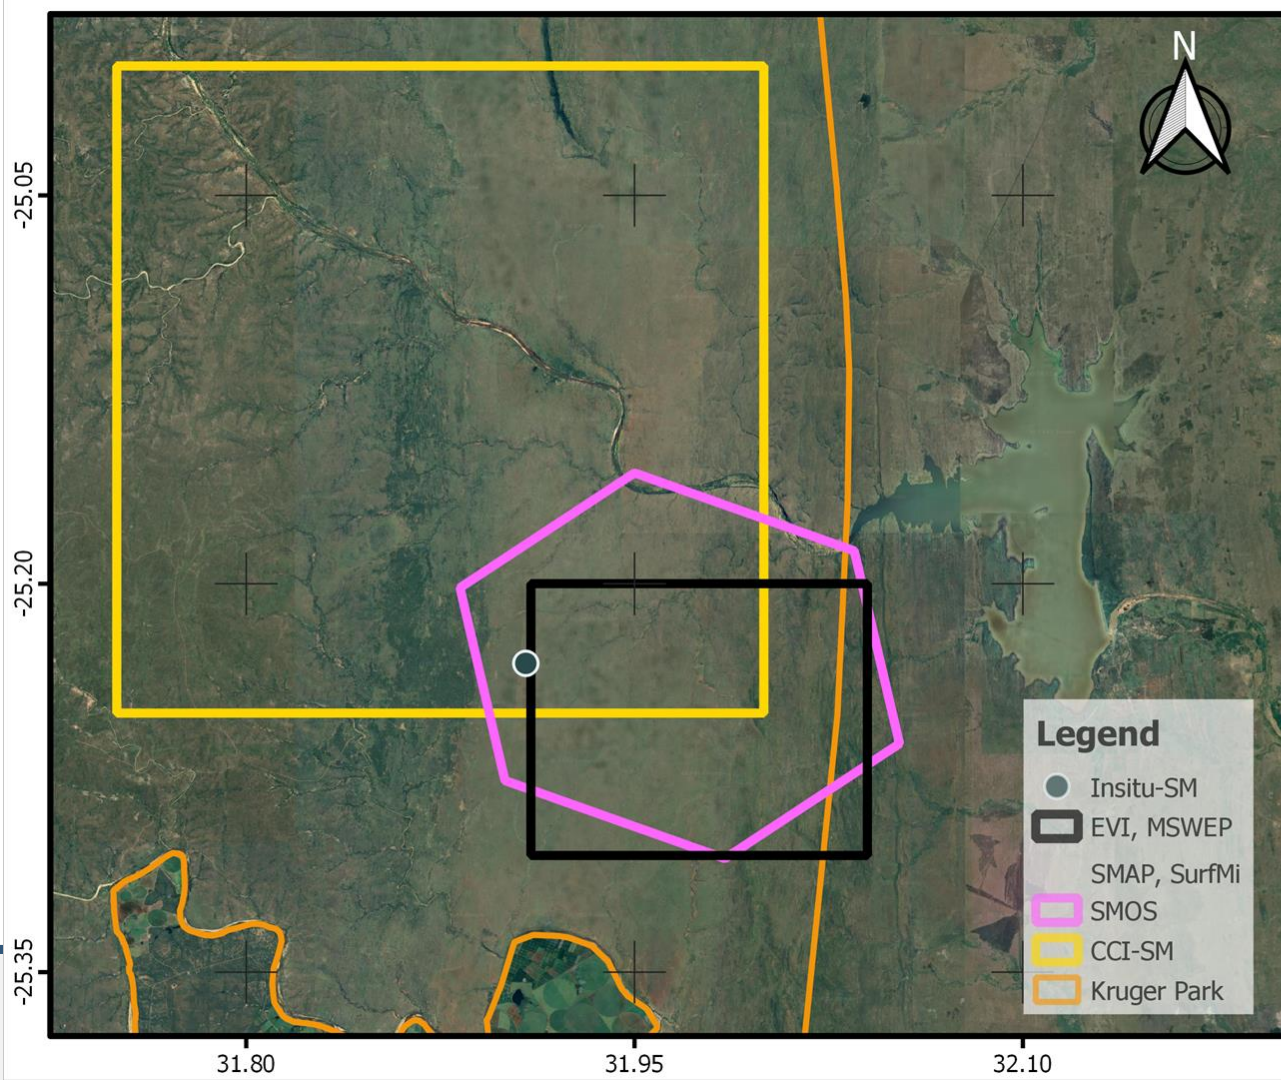 N
-25.05
-25.20
-25.35
31.80
31.95
32.10
Legend
Insitu-SM
EVI, MSWEP
SMAP, SurfMi
SMOS
CCI-SM
Kruger Park